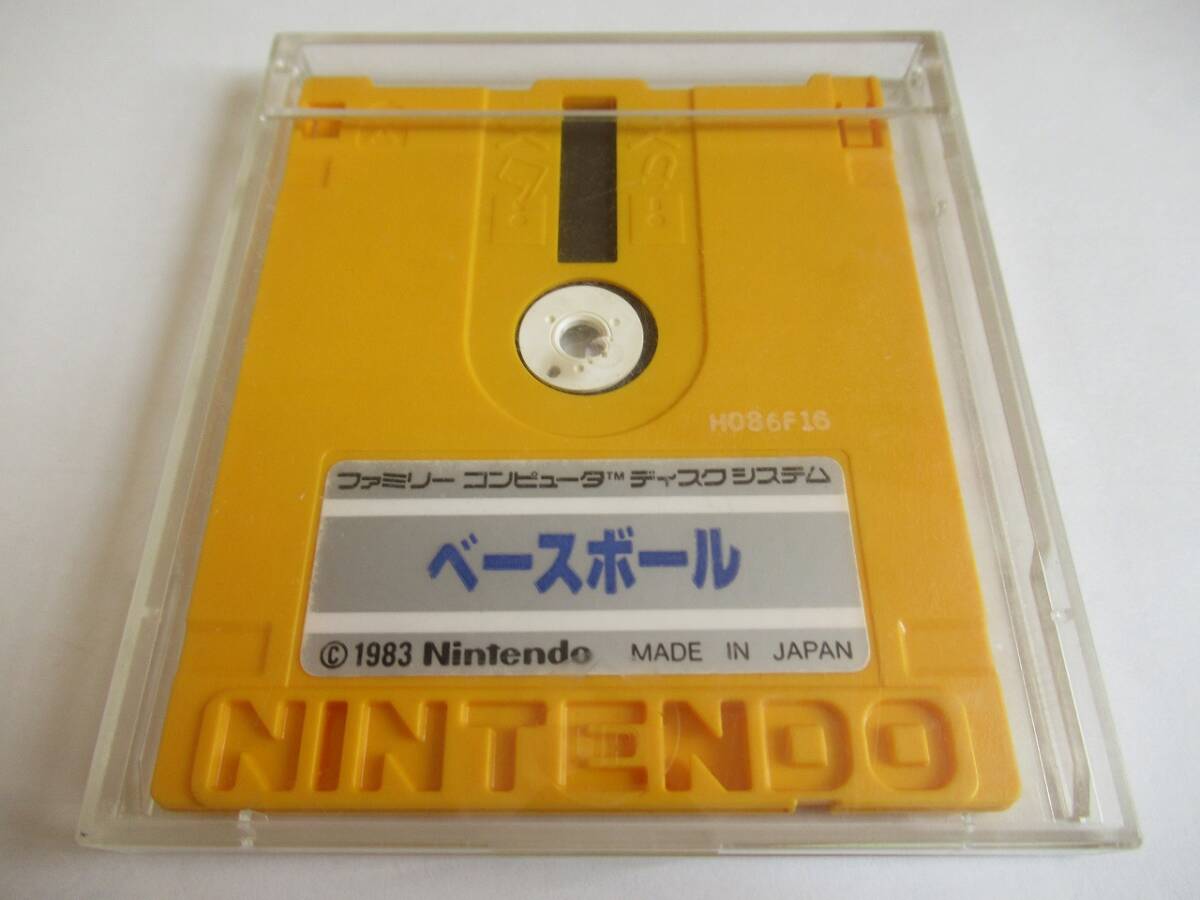 H086F16
ファミリー コンピュータ™ ディスクシステム
ベースボール
©1983 Nintendo MADE IN JAPAN
NINTENDO